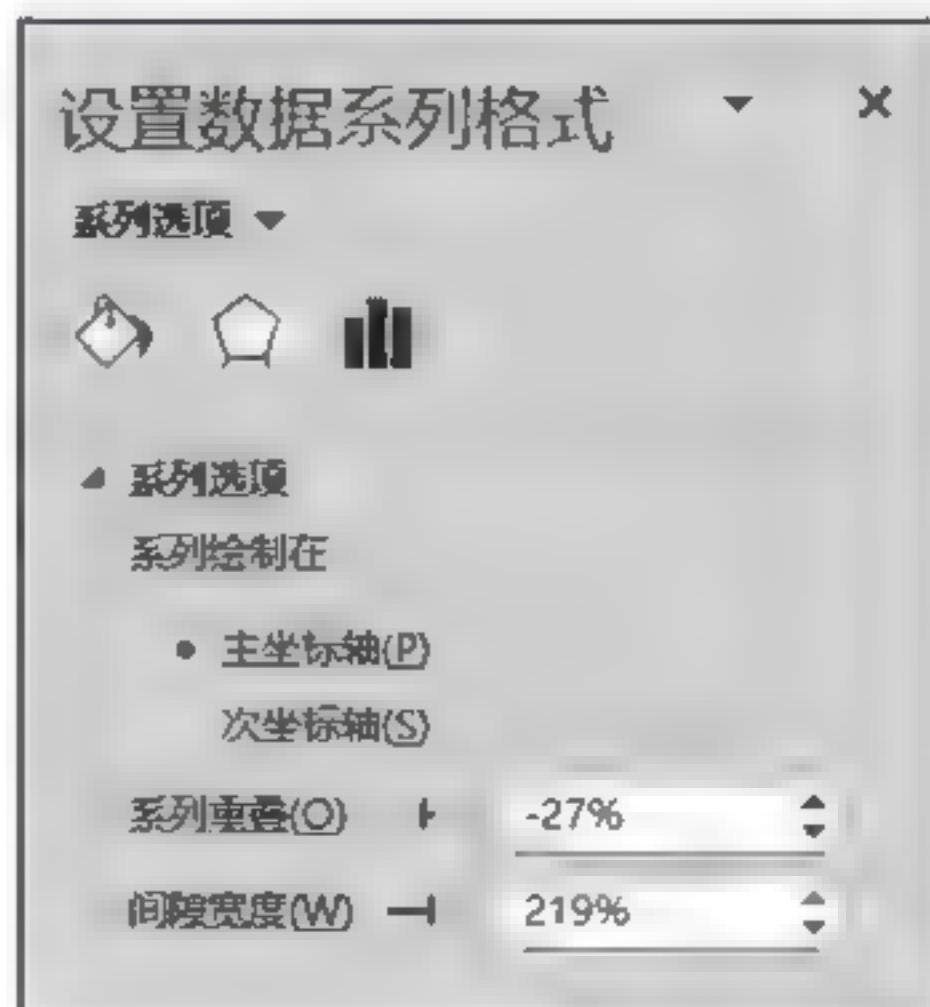 设置数据系列格式
系列选项
系列选项
系列绘制在
主坐标轴(P)
次坐标轴(S)
系列重叠(O) -27%
间隙宽度(W) 219%